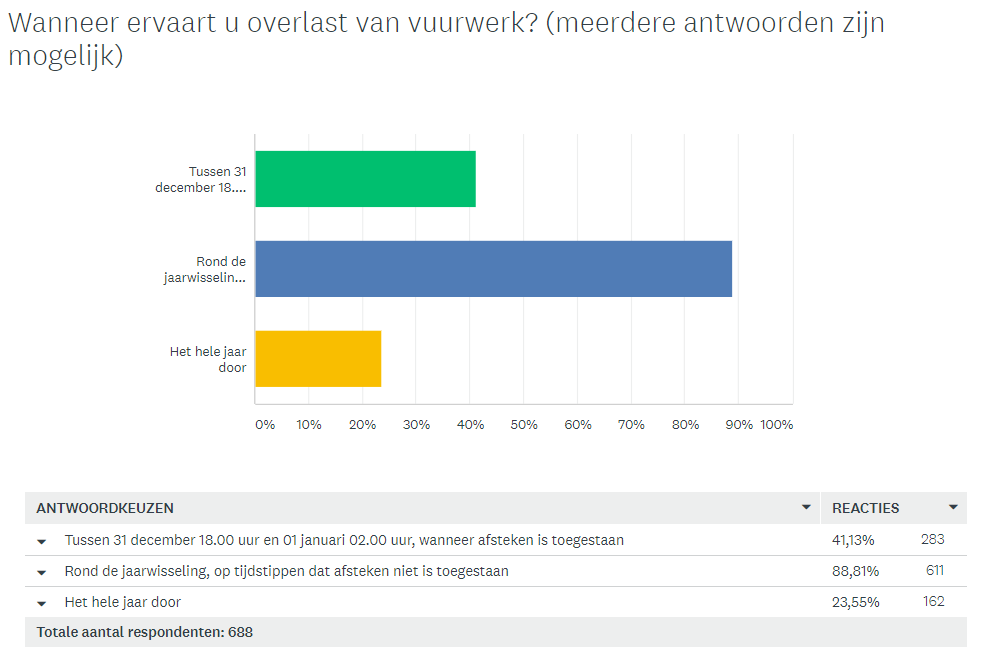 Wanneer ervaart u overlast van vuurwerk? (meerdere antwoorden zijn
mogelijk)
Tussen 31
december 18....
Rond de
jaarwisselin...
Het hele jaar
door
0% 10% 20% 30% 40% 50% 60% 70% 80% 90% 100%
ANTWOORDKEUZEN REACTIES
Tussen 31 december 18.00 uur en 01 januari 02.00 uur, wanneer afsteken is toegestaan 41,13% 283
Rond de jaarwisseling, op tijdstippen dat afsteken niet is toegestaan 88,81% 611
Het hele jaar door 23,55% 162
Totale aantal respondenten: 688